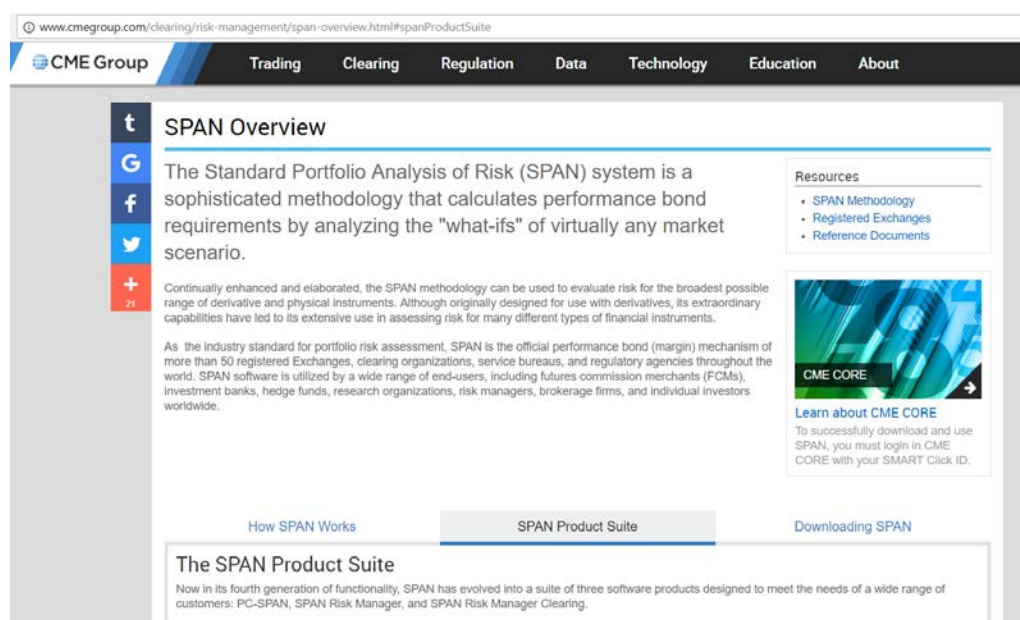 www.cmegroup.com/clearing/risk-management/span-overview.html#spanProductSuite
CME Group
Trading Clearing Regulation Data Technology Education About
SPAN Overview
The Standard Portfolio Analysis of Risk (SPAN) system is a
sophisticated methodology that calculates performance bond
requirements by analyzing the "what-ifs" of virtually any market
scenario.
Continually enhanced and elaborated, the SPAN methodology can be used to evaluate risk for the broadest possible
range of derivative and physical instruments. Although originally designed for use with derivatives, its extraordinary
capabilities have led to its extensive use in assessing risk for many different types of financial instruments.
As the industry standard for portfolio risk assessment, SPAN is the official performance bond (margin) mechanism of
more than 50 registered Exchanges, clearing organizations, service bureaus, and regulatory agencies throughout the
world. SPAN software is utilized by a wide range of end-users, including futures commission merchants (FCMs),
investment banks, hedge funds, research organizations, risk managers, brokerage firms, and individual investors
worldwide.
t
G
f
+
21
Resources
SPAN Methodology
Registered Exchanges
Reference Documents
CME CORE
Learn about CME CORE
To successfully download and use
SPAN, you must login in CME
CORE with your SMART Click ID.
How SPAN Works SPAN Product Suite Downloading SPAN
The SPAN Product Suite
Now in its fourth generation of functionality, SPAN has evolved into a suite of three software products designed to meet the needs of a wide range of
customers: PC-SPAN, SPAN Risk Manager, and SPAN Risk Manager Clearing.